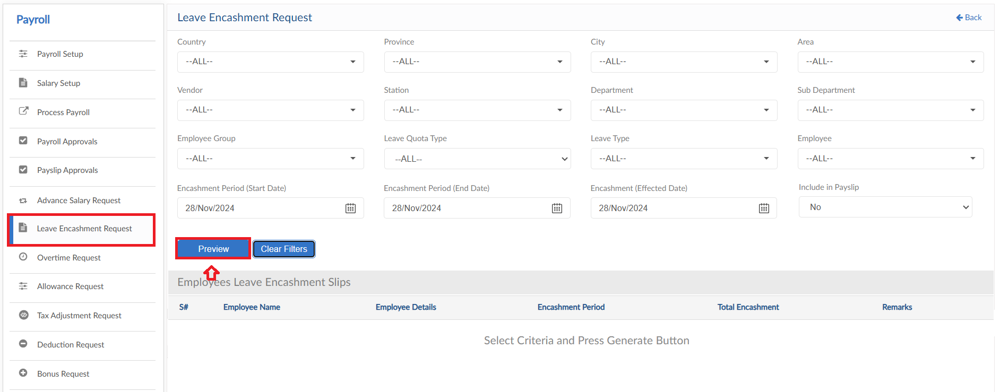 Payroll
Payroll Setup
Salary Setup
Process Payroll
Payroll Approvals
Payslip Approvals
Advance Salary Request
Leave Encashment Request
Overtime Request
Allowance Request
Tax Adjustment Request
Deduction Request
Bonus Request
Leave Encashment Request Back
Country Province City Area
--ALL-- --ALL-- --ALL-- --ALL--
Vendor Station Department Sub Department
--ALL-- --ALL-- --ALL-- --ALL--
Employee Group Leave Quota Type Leave Type Employee
--ALL-- --ALL-- --ALL-- --ALL--
Encashment Period (Start Date) Encashment Period (End Date) Encashment (Effected Date) Include in Payslip
28/Nov/2024 28/Nov/2024 28/Nov/2024 No
Preview Clear Filters
Employees Leave Encashment Slips
S# Employee Name Employee Details Encashment Period Total Encashment Remarks
Select Criteria and Press Generate Button